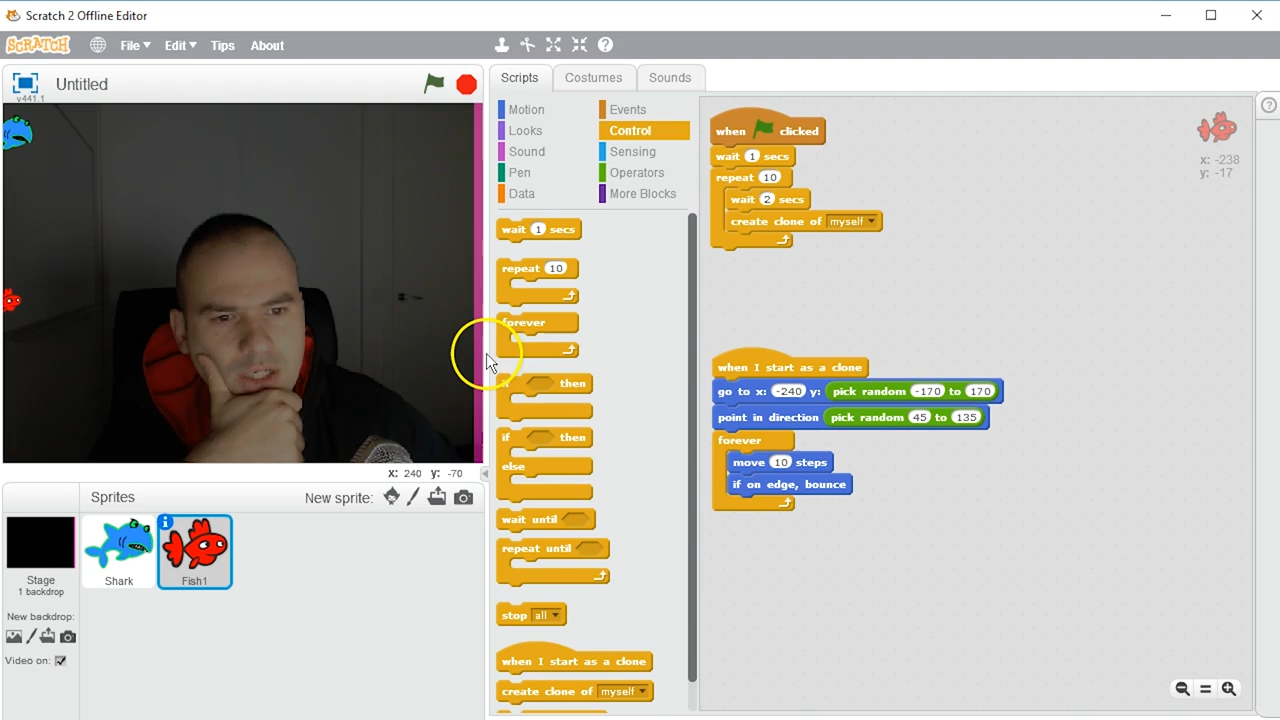 Scratch 2 Offline Editor
SCRATCH File Edit Tips About
Untitled
v441.1
Scripts Costumes Sounds
Motion Events
Looks Control
Sound Sensing
Pen Operators
Data More Blocks
wait 1 secs
repeat 10
forever
if then
if then
else
wait until
repeat until
stop all
when I start as a clone
create clone of myself
when clicked
wait 1 secs
repeat 10
wait 2 secs
create clone of myself
when I start as a clone
go to x: -240 y: pick random -170 to 170
point in direction pick random 45 to 135
forever
move 10 steps
if on edge, bounce
x: -238
y: -17
x: 240 y: -70
Sprites New sprite:
Stage
1 backdrop
Shark
Fish1
New backdrop:
Video on: